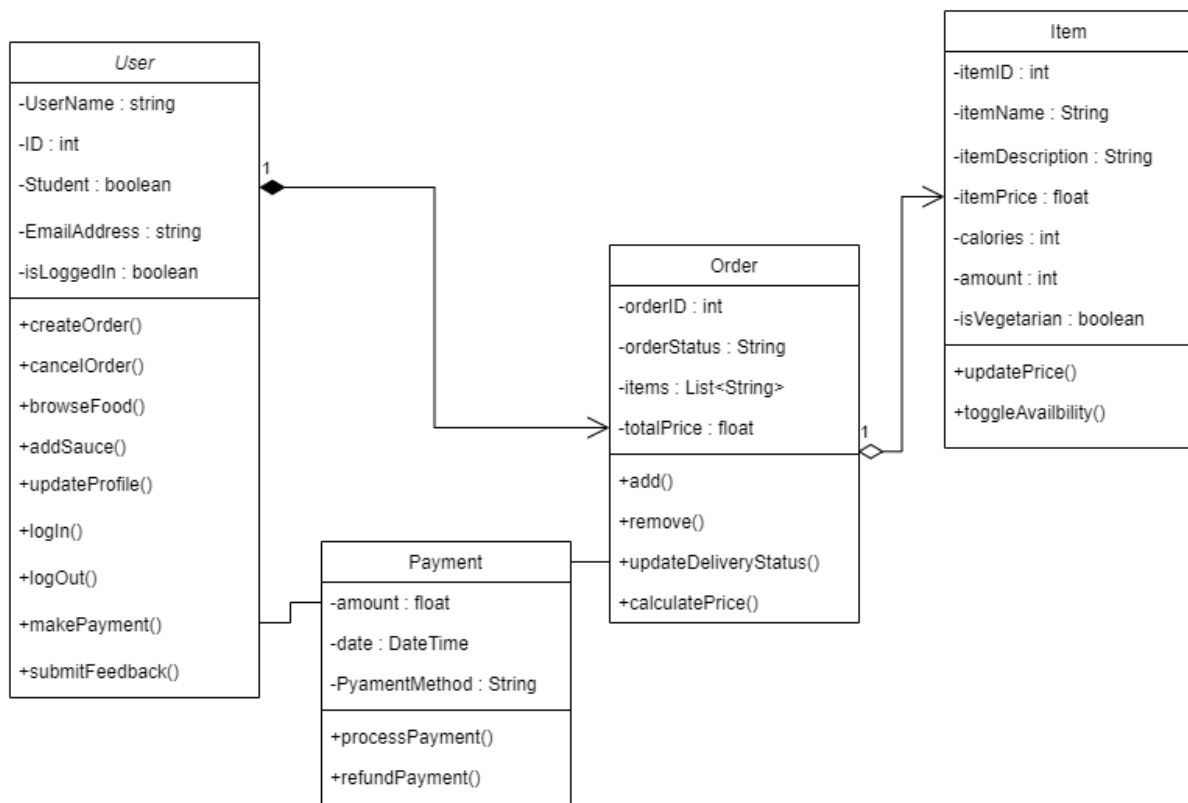 User
-UserName : string
-ID : int
-Student : boolean
-EmailAddress : string
-isLoggedIn : boolean
+createOrder()
+cancelOrder()
+browseFood()
+addSauce()
+updateProfile()
+logIn()
+logOut()
+makePayment()
+submitFeedback()
1
Payment
-amount : float
-date : DateTime
-PyamentMethod : String
+processPayment()
+refundPayment()
Order
-orderID : int
-orderStatus : String
-items : List<String>
-totalPrice : float
+add()
+remove()
+updateDeliveryStatus()
+calculatePrice()
1
Item
-itemID : int
-itemName : String
-itemDescription : String
-itemPrice : float
-calories : int
-amount : int
-isVegetarian : boolean
+updatePrice()
+toggleAvailbility()